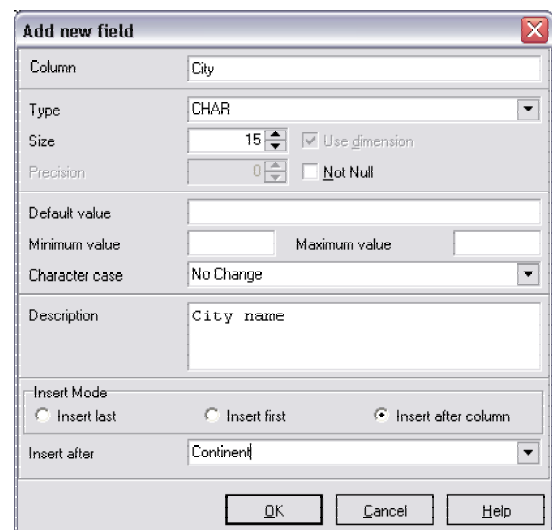 Add new field
Column City
Type CHAR
Size 15 Use dimension
Precision 0 Not Null
Default value
Minimum value Maximum value
Character case No Change
Description City name
Insert Mode
Insert last Insert first Insert after column
Insert after Continent
OK Cancel Help